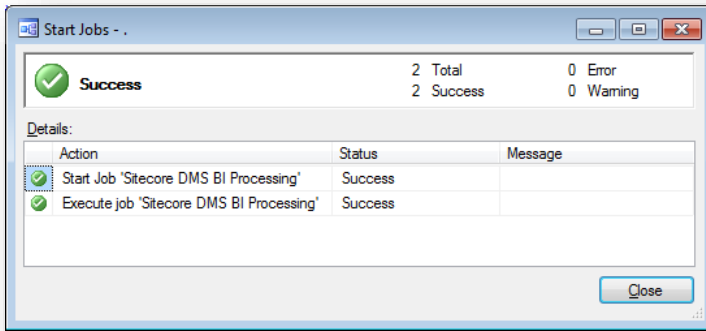 Start Jobs - .
Success
2 Total 0 Error
2 Success 0 Warning
Details:
Action Status Message
Start Job 'Sitecore DMS BI Processing' Success
Execute job 'Sitecore DMS BI Processing' Success
Close